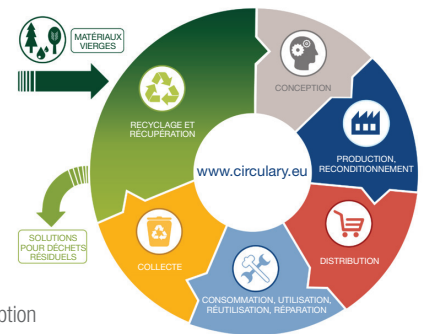 MATÉRIAUX
VIERGES
CONCEPTION
RECYCLAGE ET
RÉCUPÉRATION
PRODUCTION,
RECONDITIONNEMENT
www.circulary.eu
SOLUTIONS
POUR DÉCHETS
RÉSIDUELS
COLLECTE
DISTRIBUTION
CONSOMMATION, UTILISATION,
RÉUTILISATION, RÉPARATION
ption